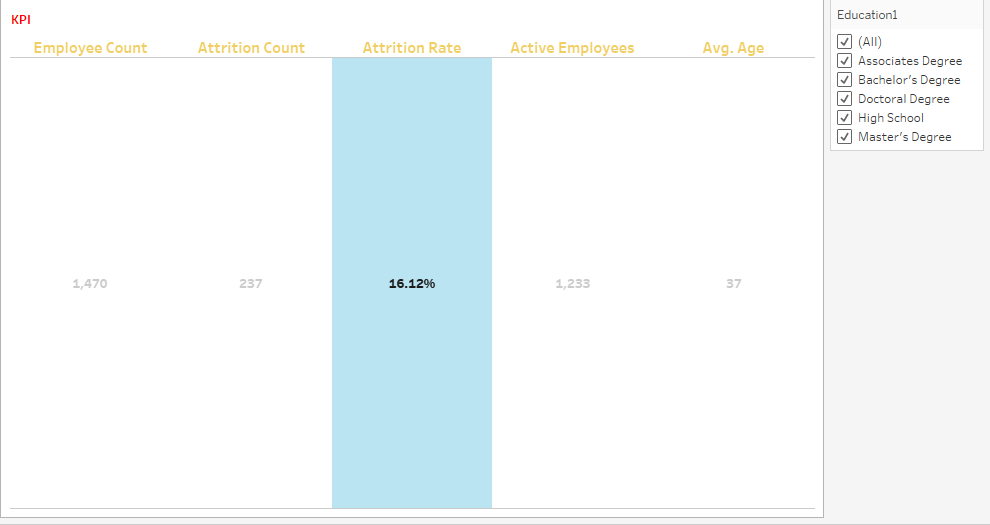 KPI
Employee Count Attrition Count Attrition Rate Active Employees Avg. Age
1,470 237 16.12% 1,233 37
Education1
(All)
Associates Degree
Bachelor's Degree
Doctoral Degree
High School
Master's Degree